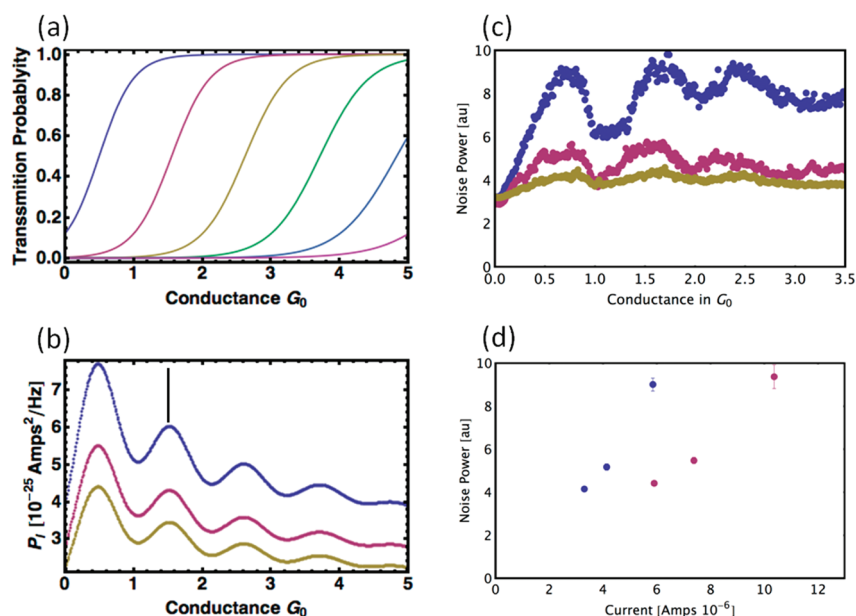 (a)
1.0
0.8
0.6
0.4
0.2
0.0
Transsmition Probablyity
0 1 2 3 4 5
Conductance G₀
(b)
7
6
5
4
3
P_I [10⁻²⁵ Amps²/Hz]
0 1 2 3 4 5
Conductance G₀
(c)
10
8
6
4
2
0
Noise Power [au]
0.0 0.5 1.0 1.5 2.0 2.5 3.0 3.5
Conductance in G₀
(d)
10
8
6
4
2
0
Noise Power [au]
0 2 4 6 8 10 12
Current [Amps 10⁻⁶]